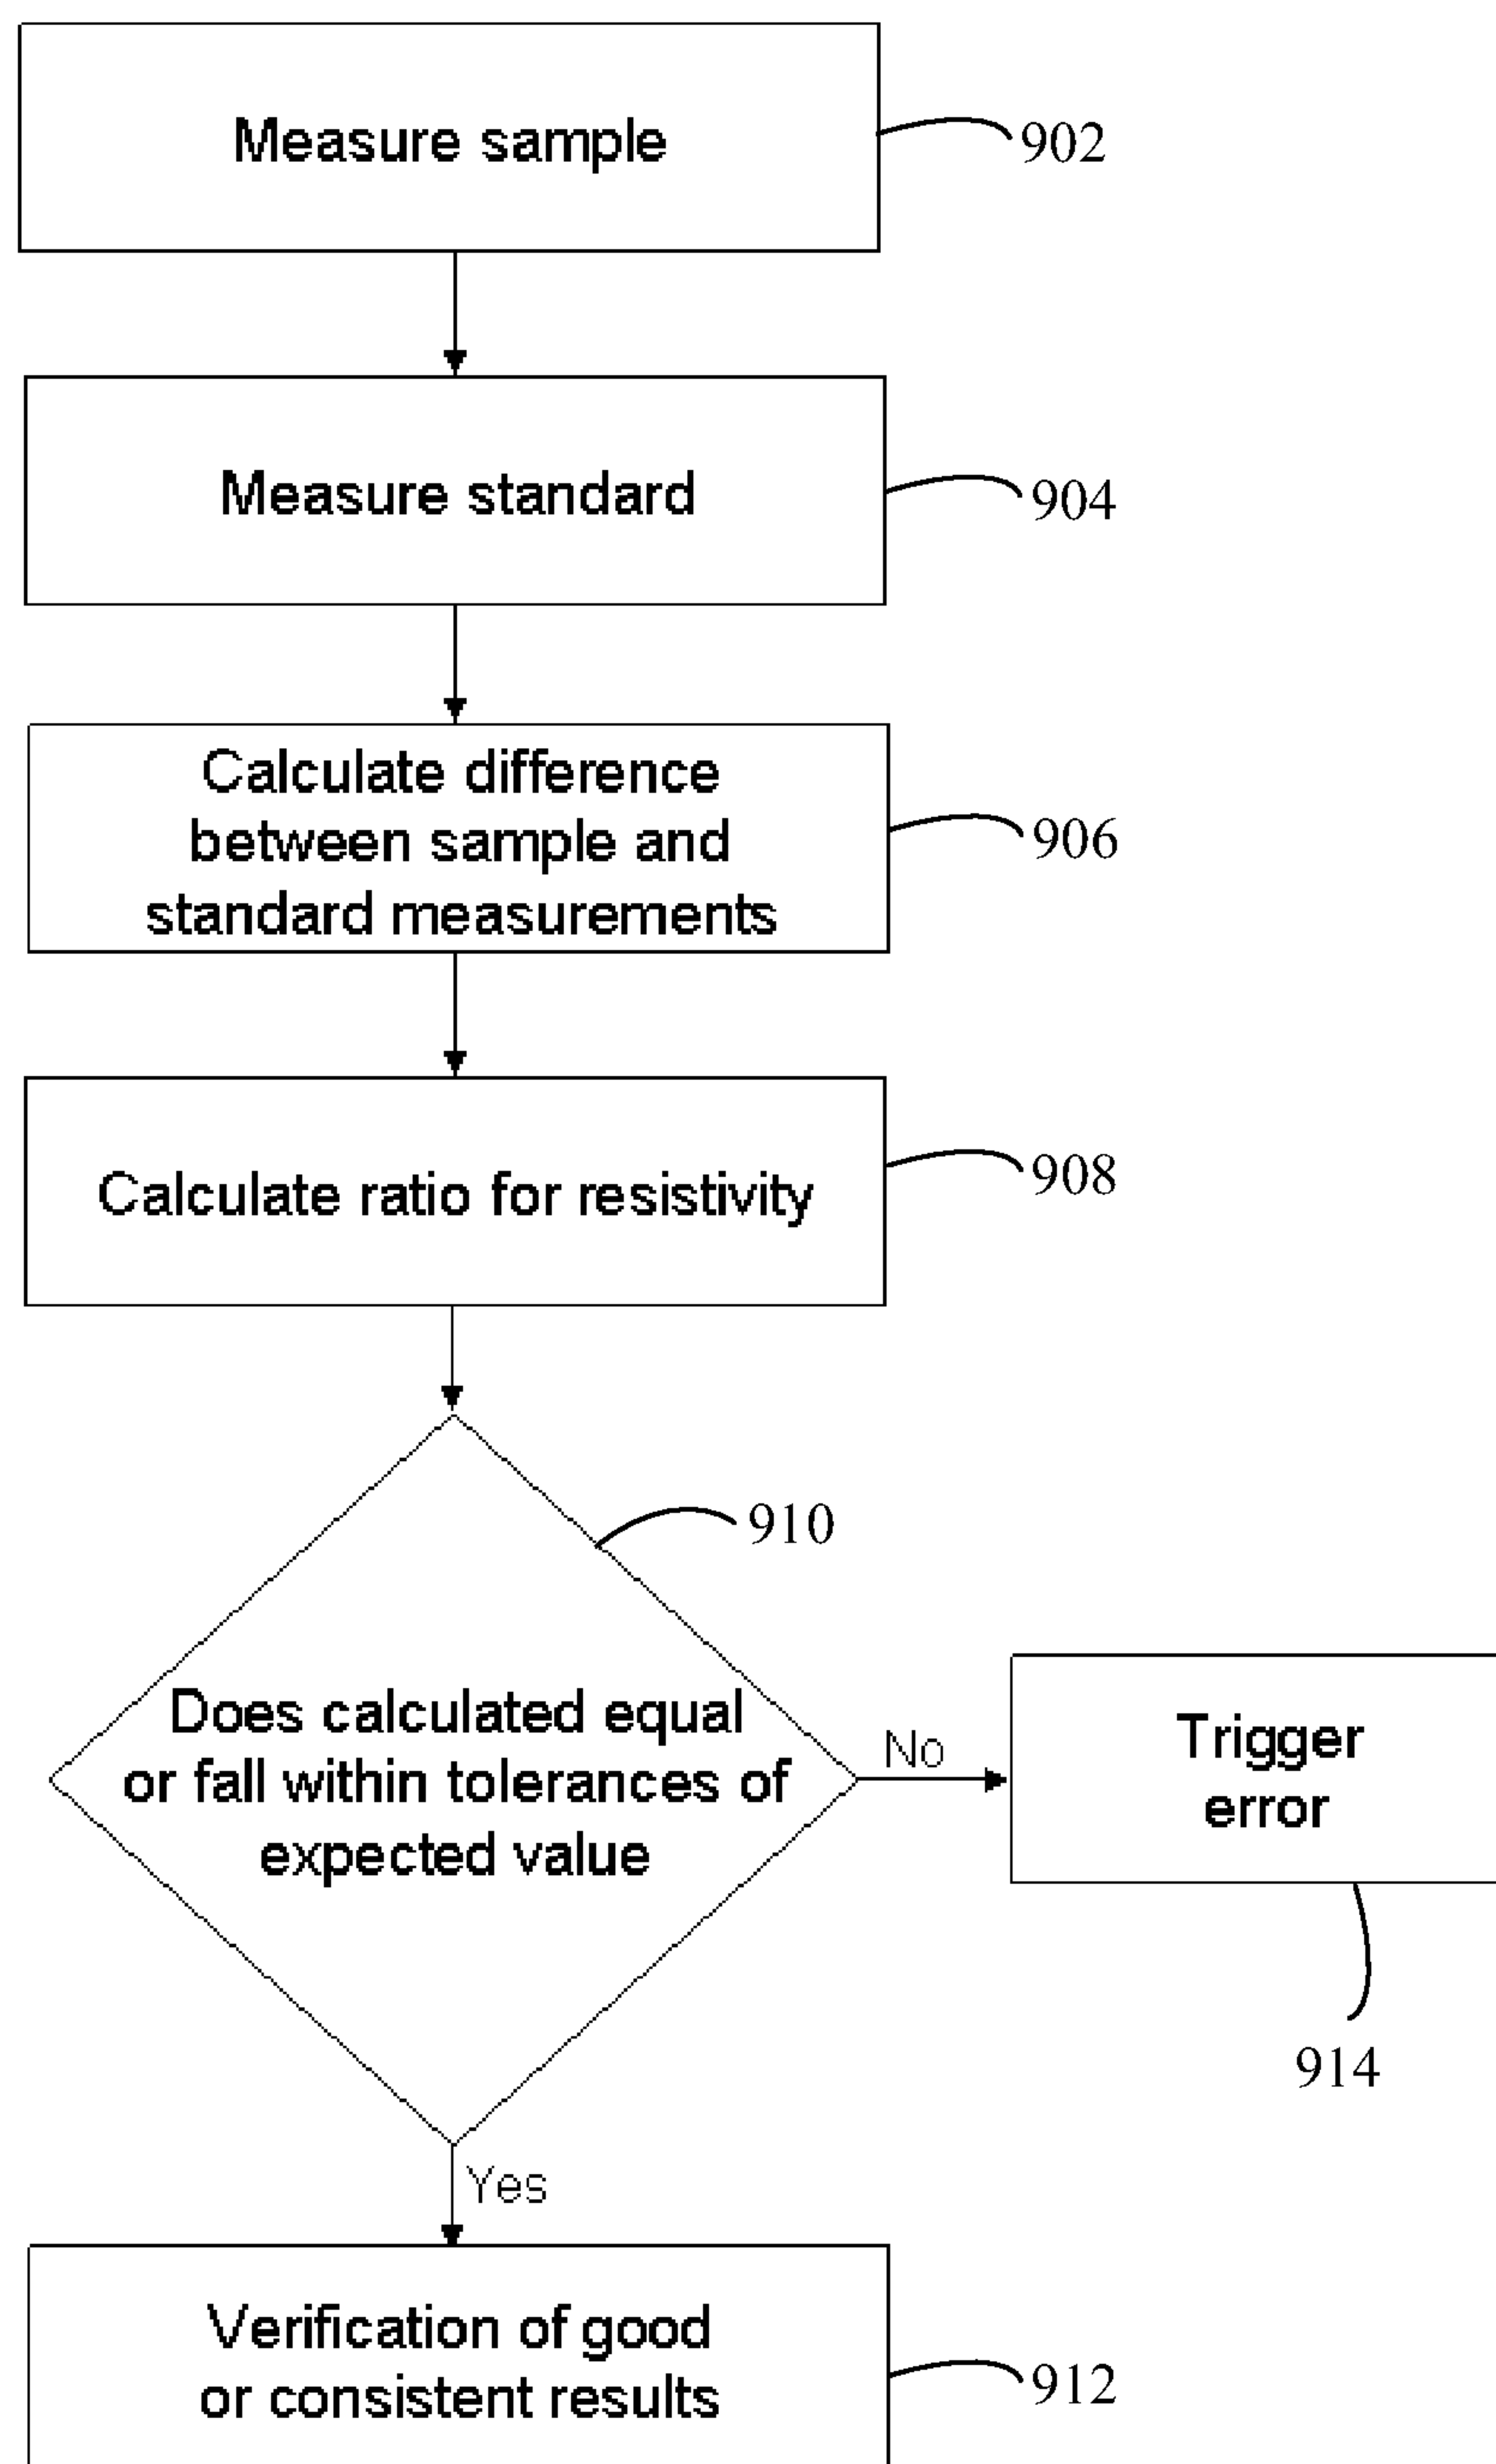 Measure sample
902
Measure standard
904
Calculate difference
between sample and
standard measurements
906
Calculate ratio for resistivity
908
910
Does calculated equal
or fall within tolerances of
expected value
No
Trigger
error
914
Yes
Verification of good
or consistent results
912